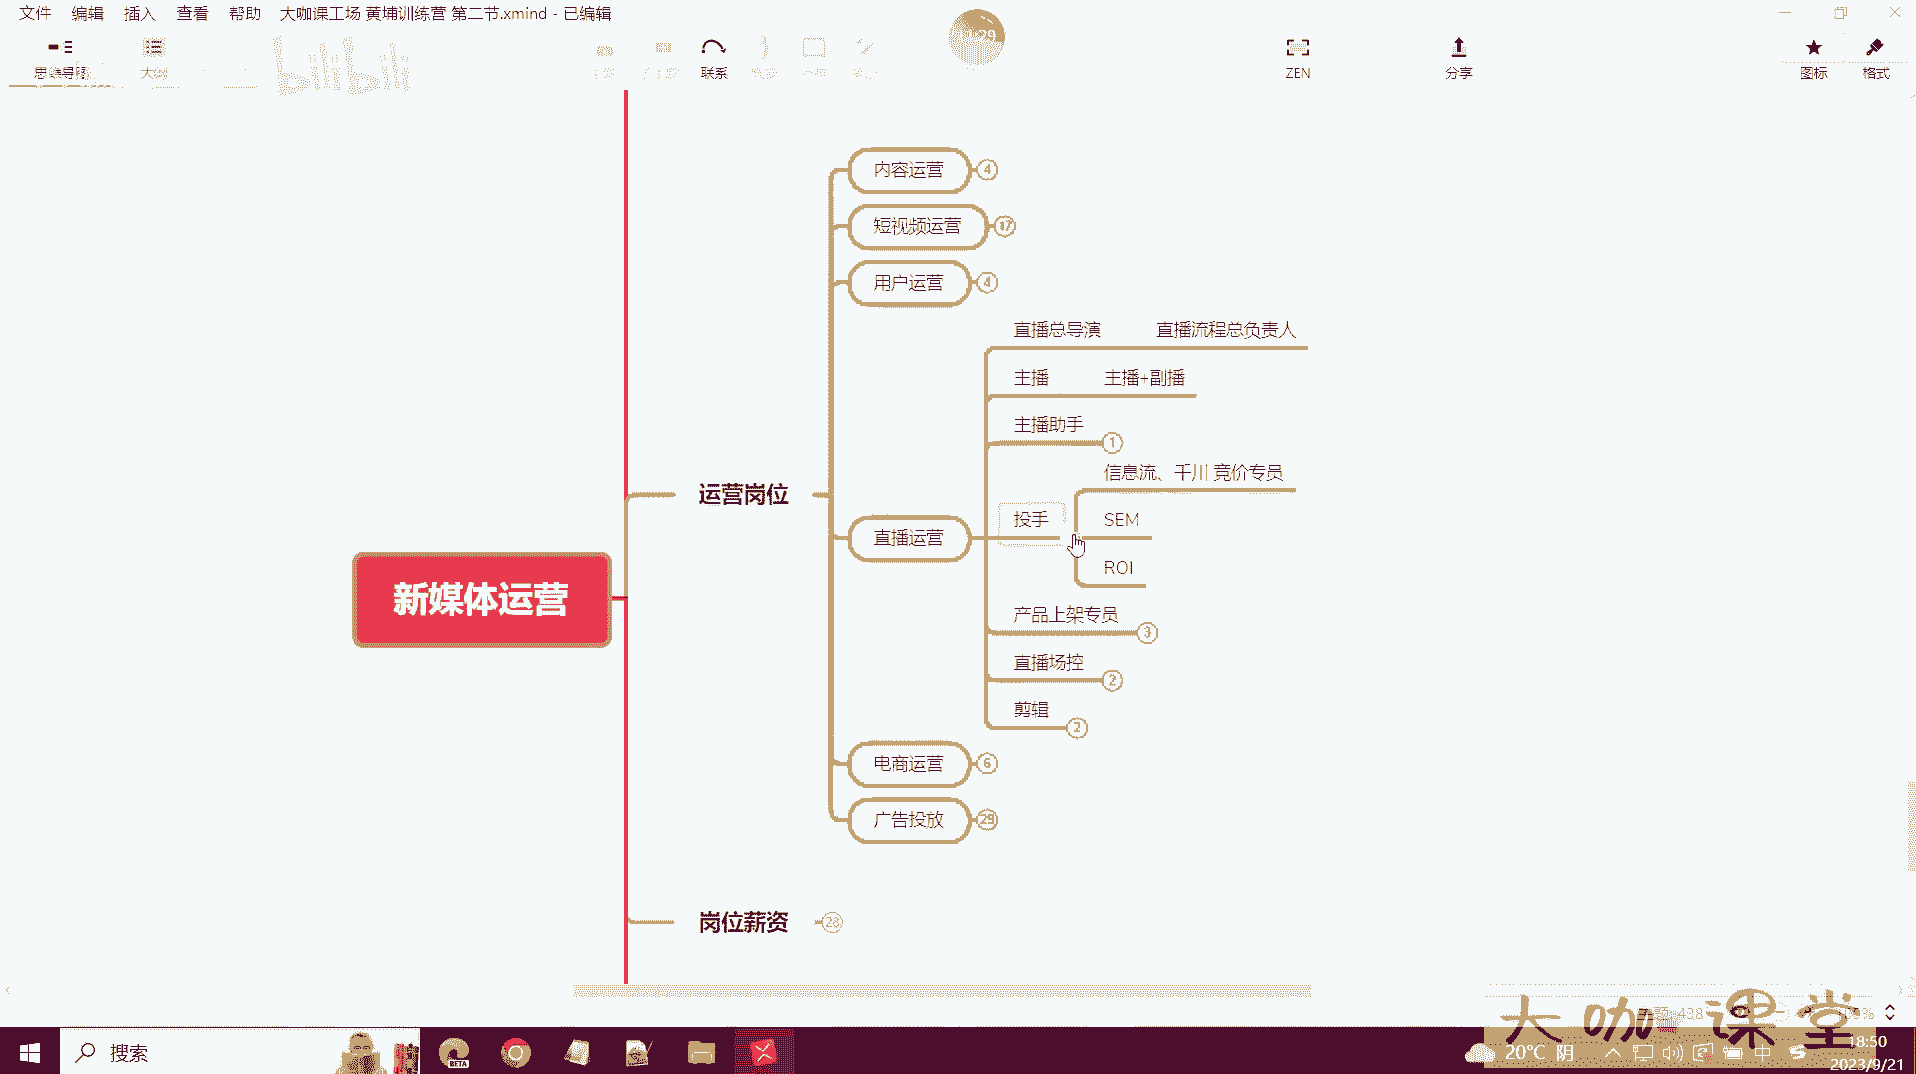 文件 编辑 插入 查看 帮助 大咖课工场 黄埔训练营 第二节.xmind - 已编辑
思维导图 大纲 联系 ZEN 分享 图标 格式
bilibili
内容运营 4
短视频运营 17
用户运营 4
直播总导演 直播流程总负责人
主播 主播+副播
主播助手 1
信息流、千川 竞价专员
运营岗位
投手 SEM
直播运营
ROI
新媒体运营
产品上架专员 3
直播场控 2
剪辑 2
电商运营 6
广告投放 29
岗位薪资 28
大咖课堂
搜索
BETA
20°C 阴
中
18:50
2023/9/21